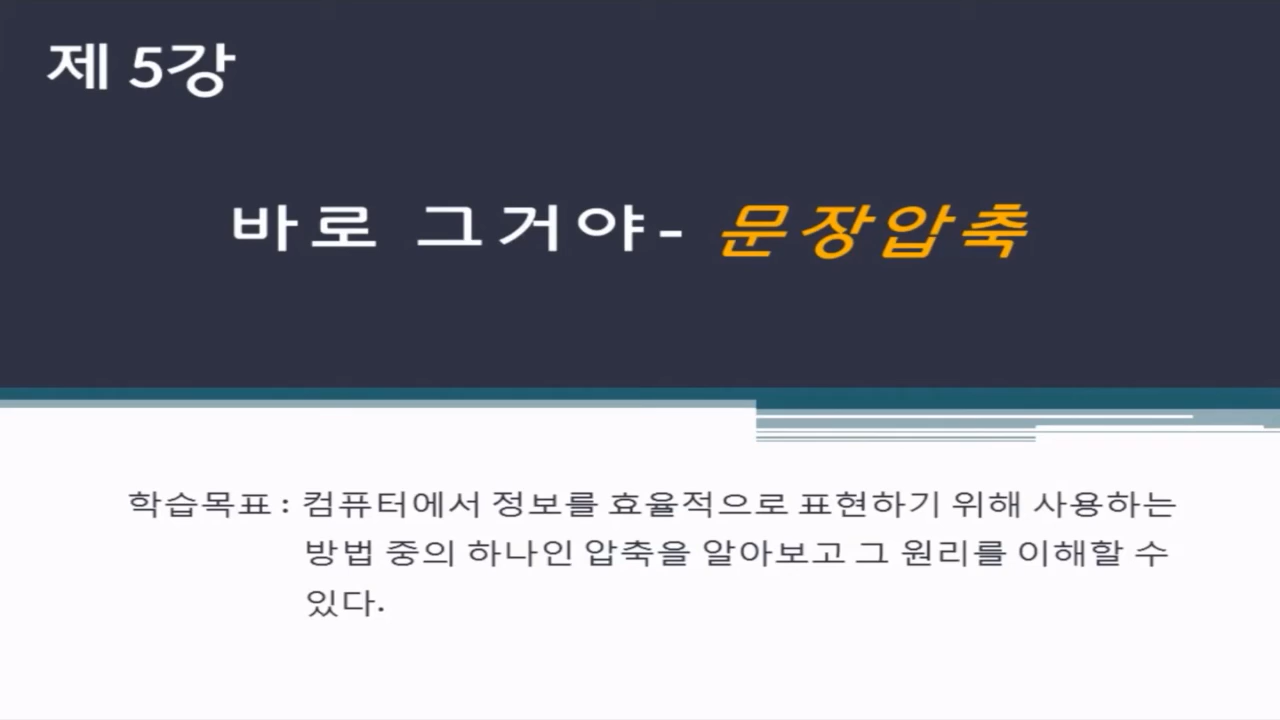 제 5강
바로 그거야- 문장압축
학습목표 : 컴퓨터에서 정보를 효율적으로 표현하기 위해 사용하는
방법 중의 하나인 압축을 알아보고 그 원리를 이해할 수
있다.